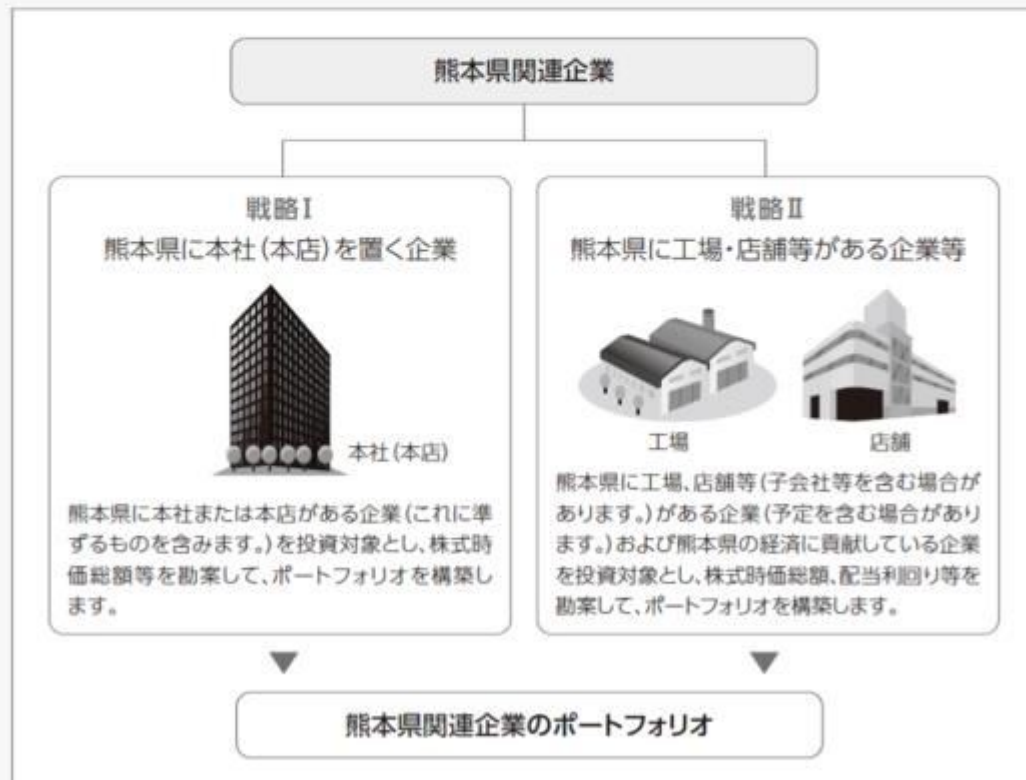 熊本県関連企業
戦略Ⅰ
熊本県に本社(本店)を置く企業
本社(本店)
熊本県に本社または本店がある企業(これに準
ずるものを含みます。)を投資対象とし、株式時
価総額等を勘案して、ポートフォリオを構築し
ます。
戦略Ⅱ
熊本県に工場・店舗等がある企業等
工場
店舗
熊本県に工場、店舗等(子会社等を含む場合が
あります。)がある企業(予定を含む場合があり
ます。)および熊本県の経済に貢献している企業
を投資対象とし、株式時価総額、配当利回り等を
勘案して、ポートフォリオを構築します。
熊本県関連企業のポートフォリオ